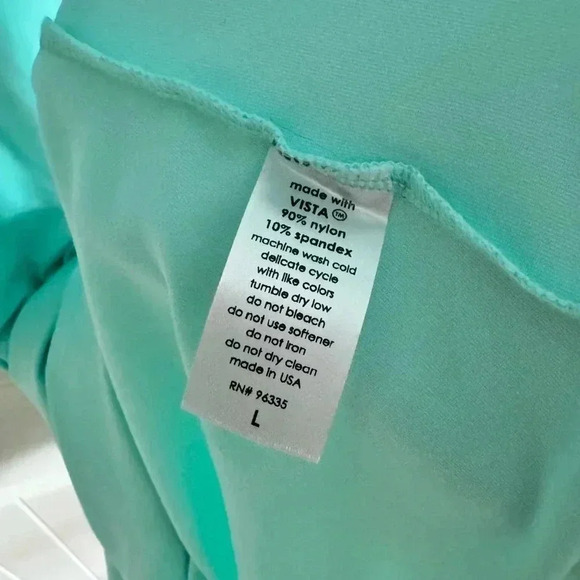 made with
VISTA™
90% nylon
10% spandex
machine wash cold
delicate cycle
with like colors
tumble dry low
do not bleach
do not use softener
do not iron
do not dry clean
made in USA
RN# 96335
L